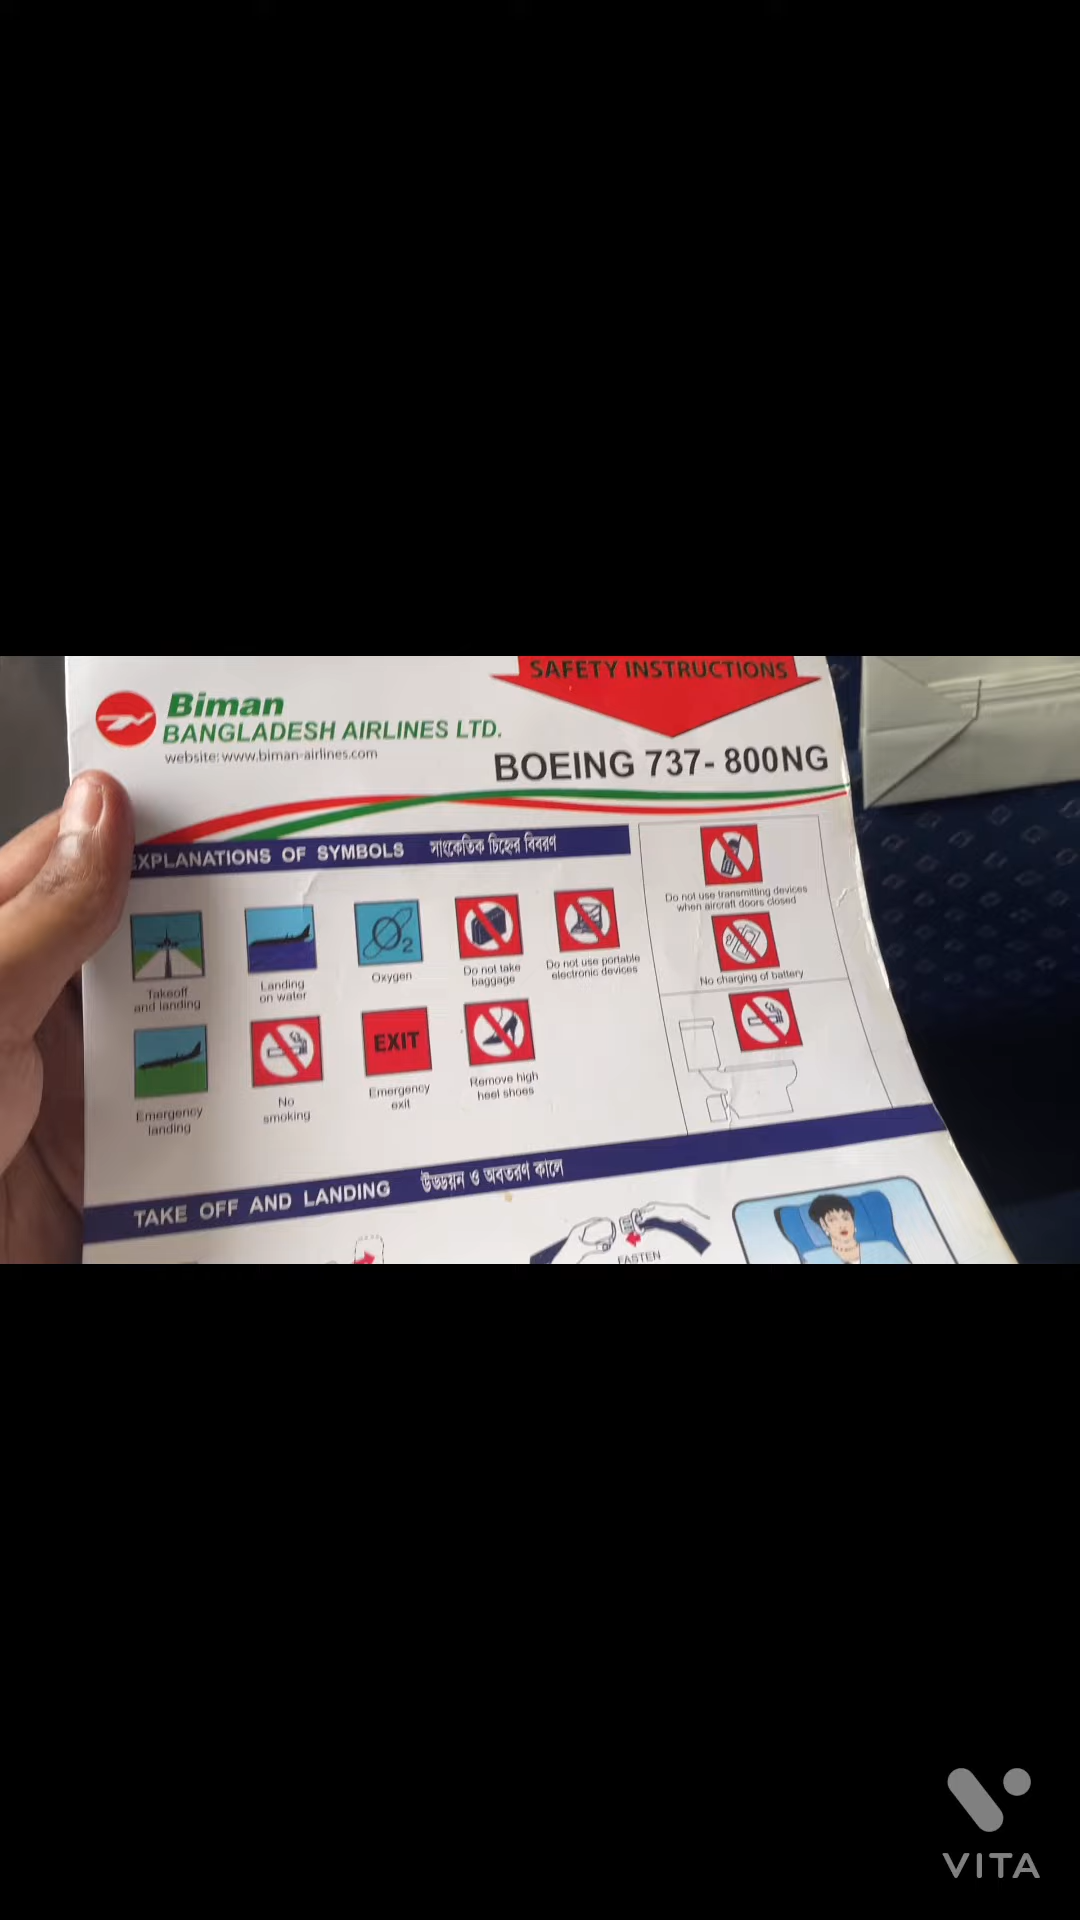 SAFETY INSTRUCTIONS
Biman
BANGLADESH AIRLINES LTD.
website: www.biman-airlines.com
BOEING 737- 800NG
EXPLANATIONS OF SYMBOLS সাংকেতিক চিহ্নের বিবরণ
Takeoff
and landing
Landing
on water
Oxygen
Do not take
baggage
Do not use portable
electronic devices
Emergency
landing
No
smoking
EXIT
Emergency
exit
Remove high
heel shoes
Do not use transmitting devices
when aircraft doors closed
No charging of battery
TAKE OFF AND LANDING উড্ডয়ন ও অবতরণ কালে
FASTEN
VITA